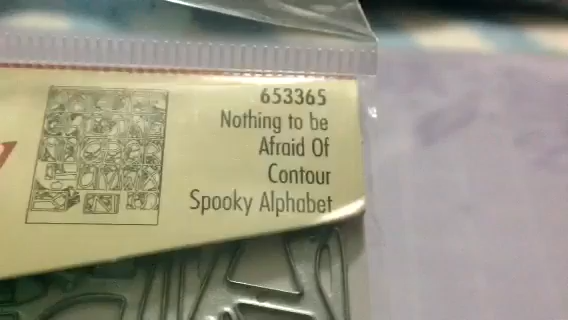 653365
Nothing to be
Afraid Of
Contour
Spooky Alphabet